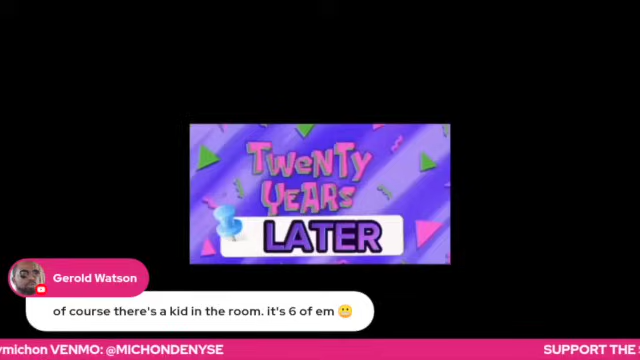 TWENTY
YEARS
LATER
Gerold Watson
of course there's a kid in the room. it's 6 of em 😬
ymichon VENMO: @MICHONDENYSE
SUPPORT THE